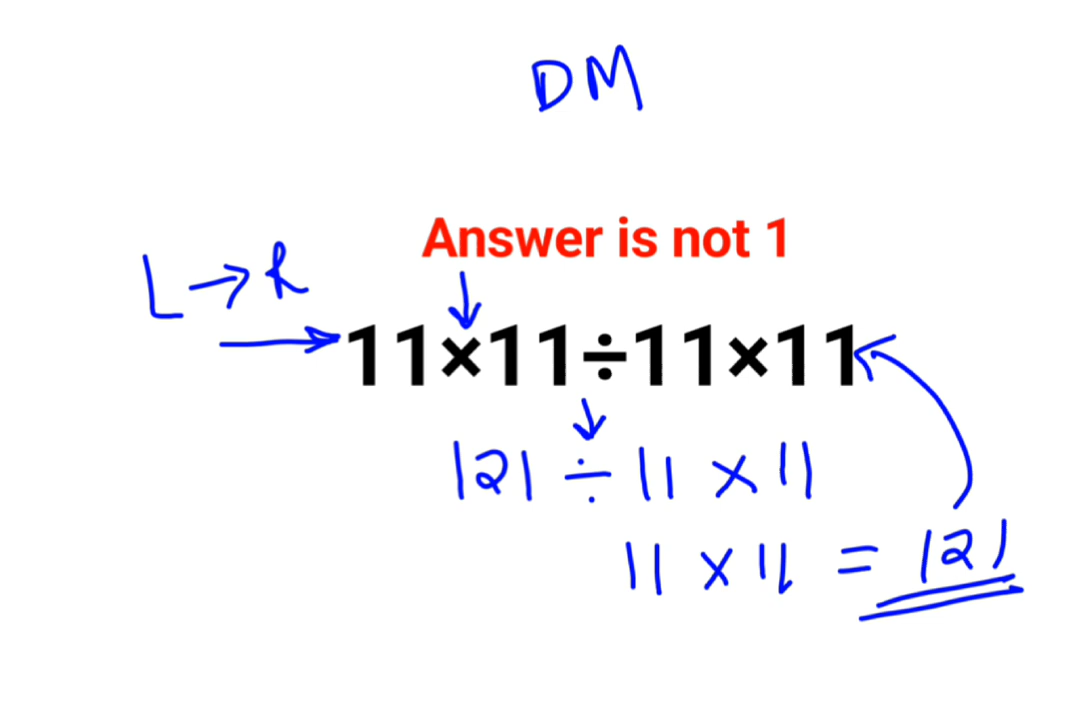 DM
Answer is not 1
L → R
11×11÷11×11
121 ÷ 11 × 11
11 × 11 = 121